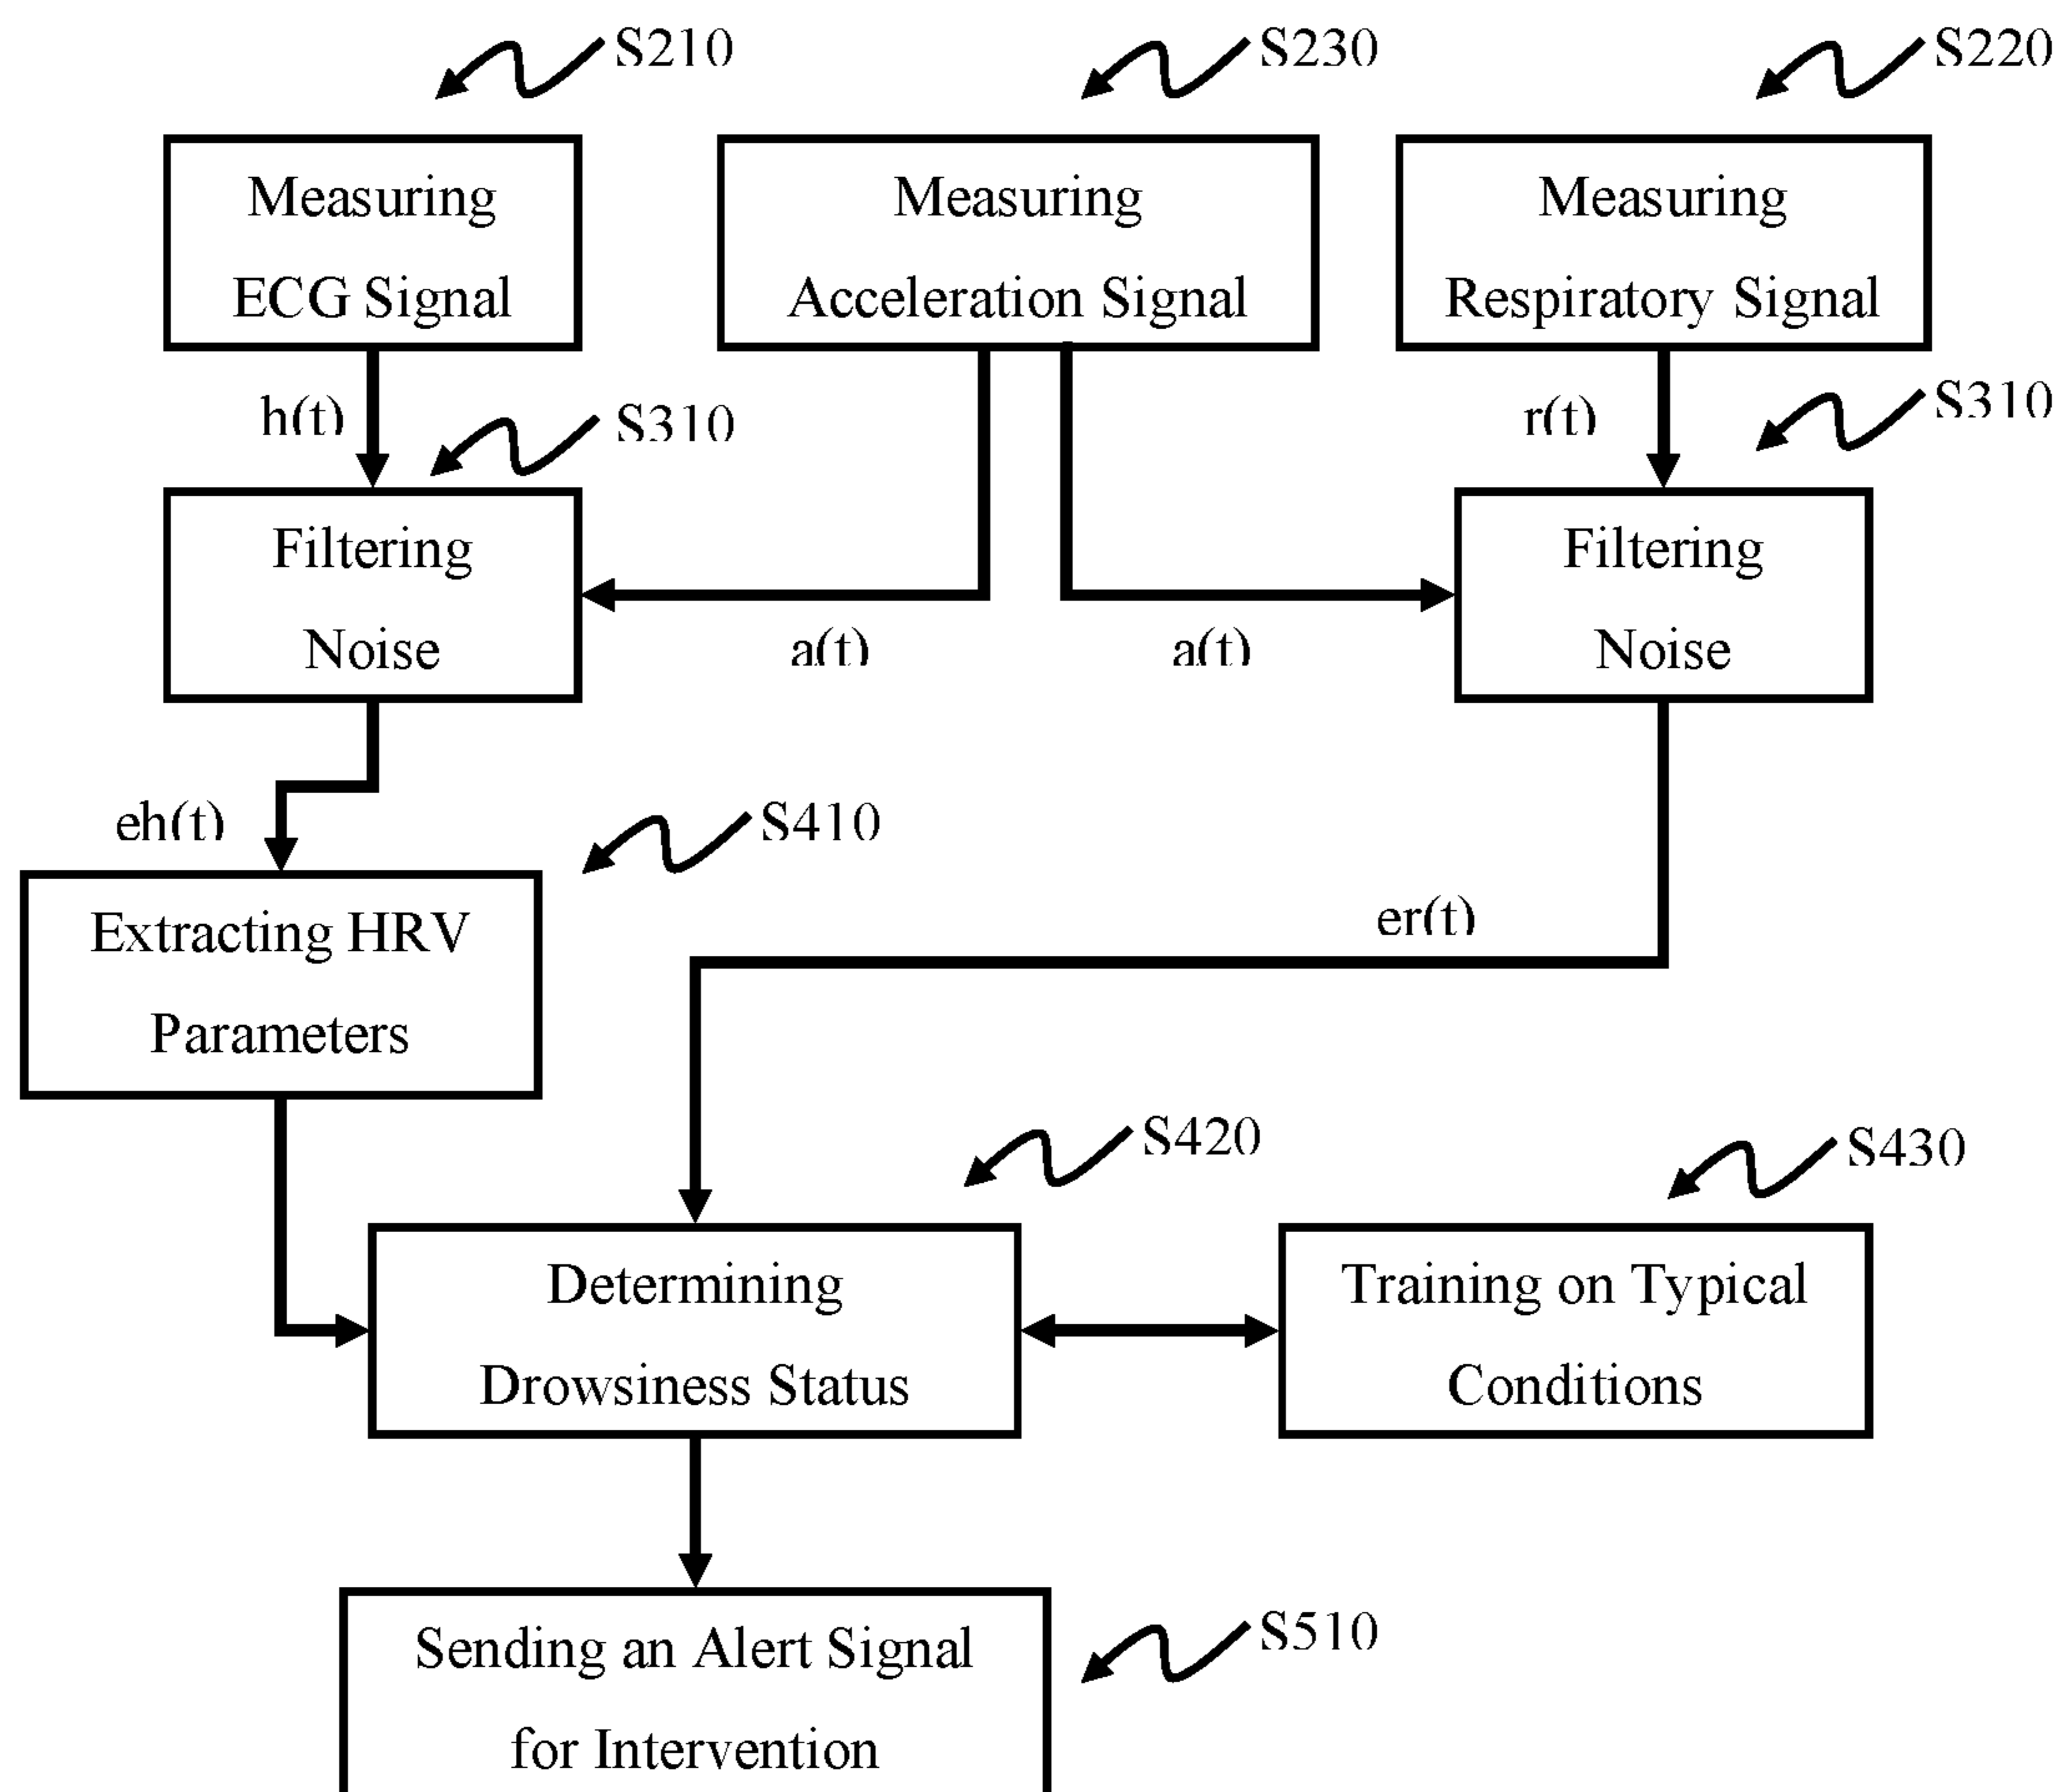 S210
S230
S220
Measuring
ECG Signal
Measuring
Acceleration Signal
Measuring
Respiratory Signal
h(t)
S310
r(t)
S310
Filtering
Noise
a(t)
a(t)
Filtering
Noise
eh(t)
S410
Extracting HRV
Parameters
er(t)
S420
S430
Determining
Drowsiness Status
Training on Typical
Conditions
Sending an Alert Signal
for Intervention
S510